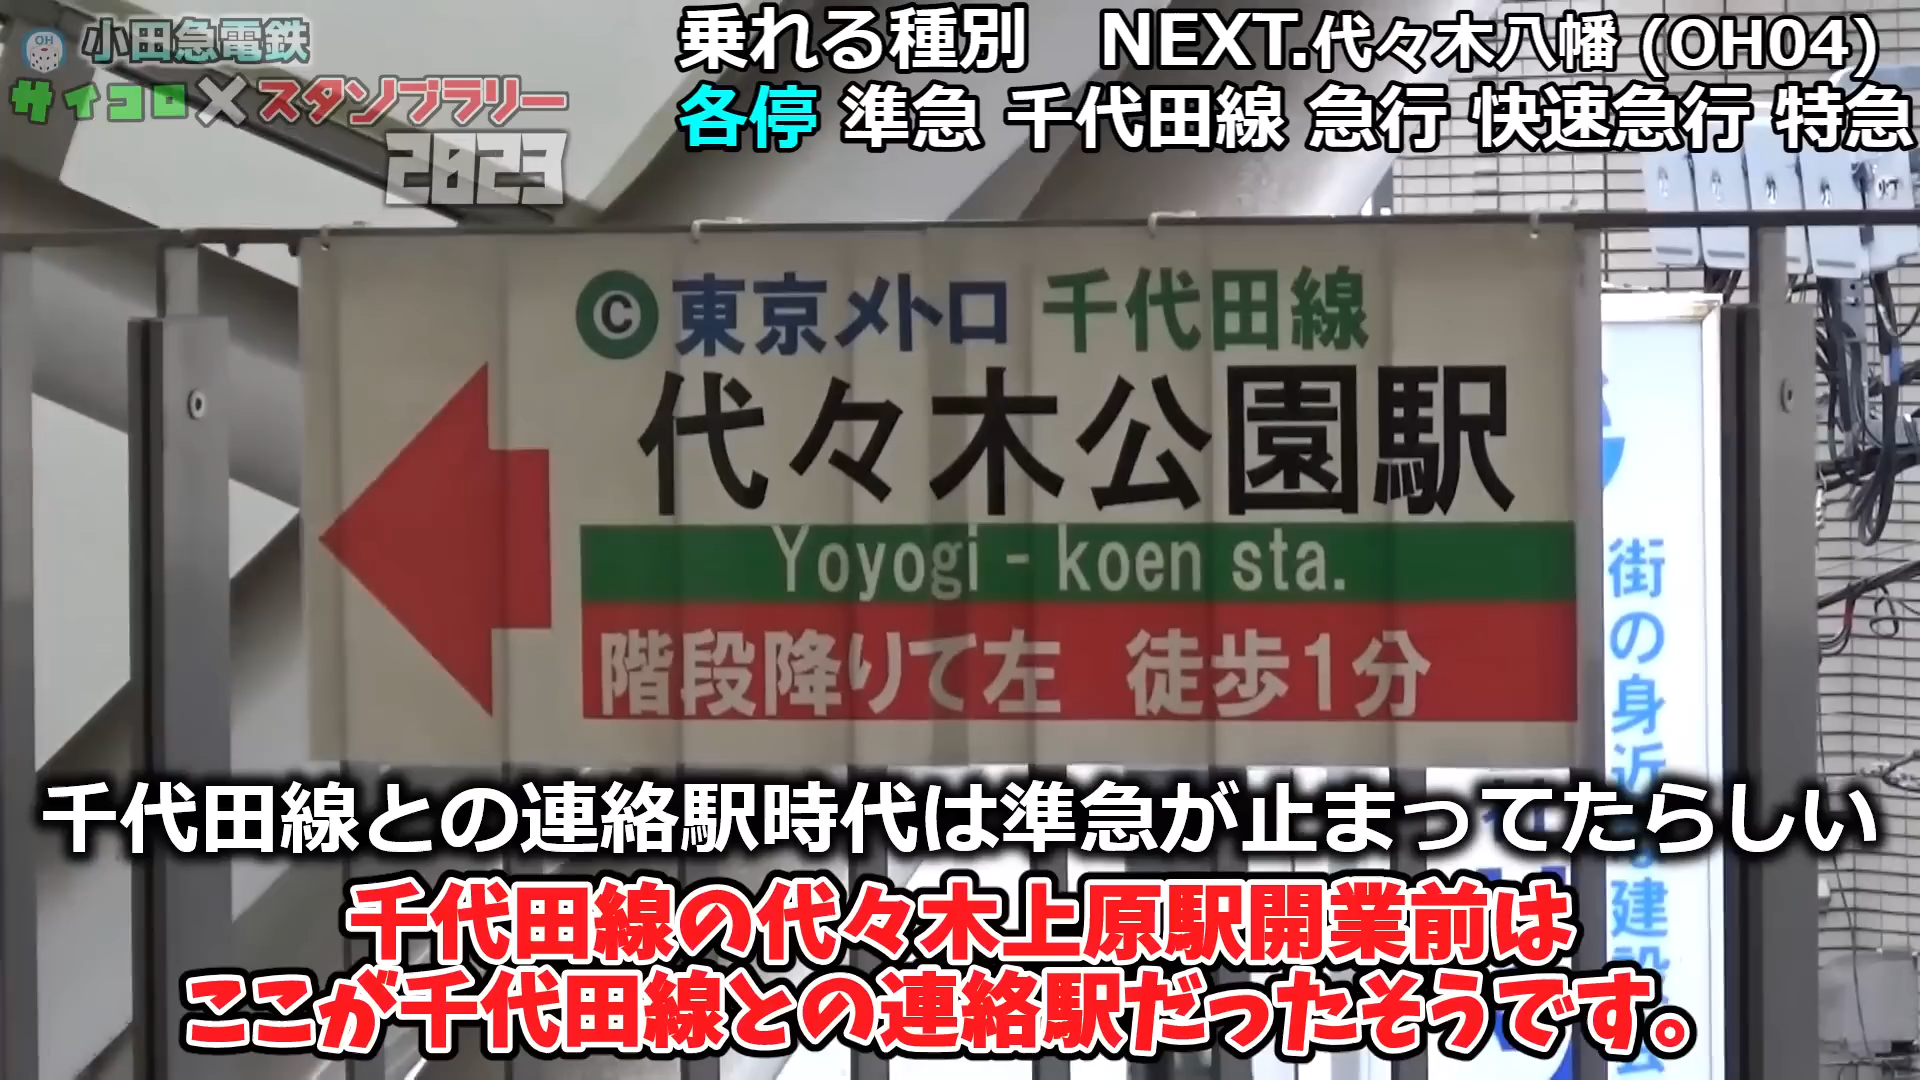 OH 小田急電鉄
サイコロ×スタンプラリー
2023
乗れる種別 NEXT.代々木八幡 (OH04)
各停 準急 千代田線 急行 快速急行 特急
C 東京メトロ 千代田線
代々木公園駅
Yoyogi - koen sta.
階段降りて左 徒歩1分
街の身近
建設
千代田線との連絡駅時代は準急が止まってたらしい
千代田線の代々木上原駅開業前は
ここが千代田線との連絡駅だったそうです。